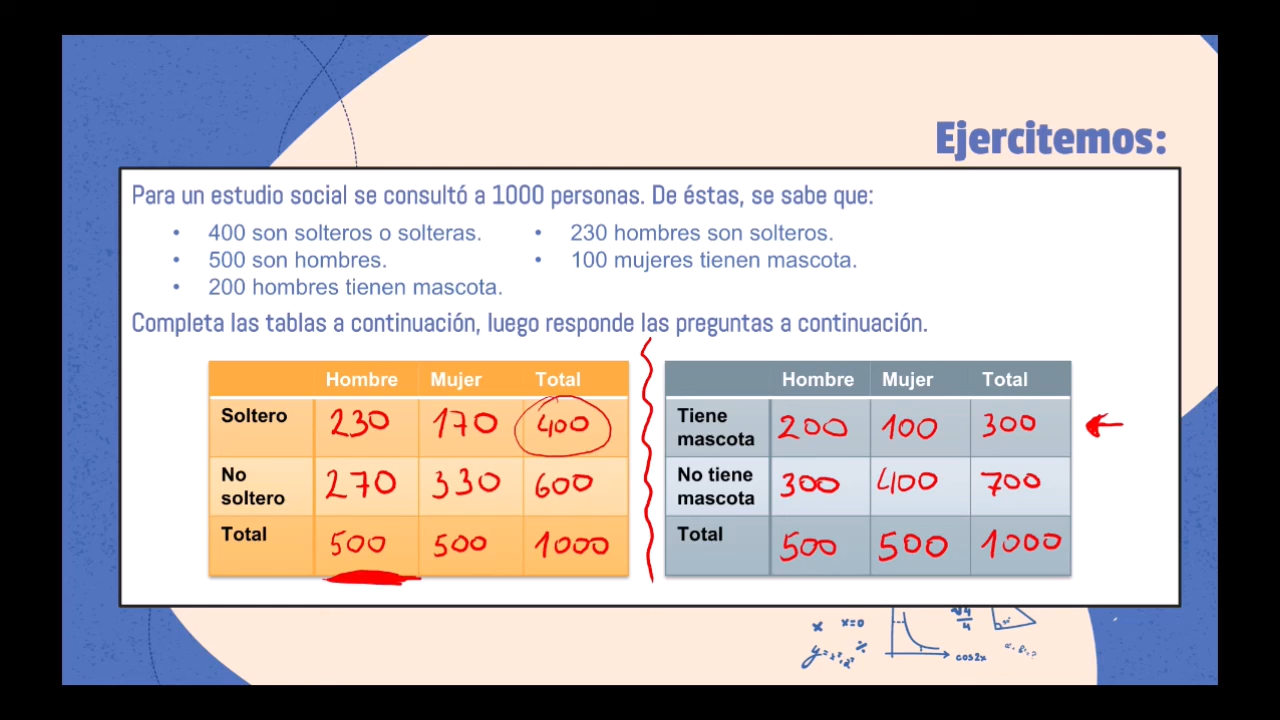 Ejercitemos:
Para un estudio social se consultó a 1000 personas. De éstas, se sabe que:
• 400 son solteros o solteras.
• 500 son hombres.
• 200 hombres tienen mascota.
• 230 hombres son solteros.
• 100 mujeres tienen mascota.
Completa las tablas a continuación, luego responde las preguntas a continuación.
Hombre Mujer Total
Soltero 230 170 400
No soltero 270 330 600
Total 500 500 1000
Hombre Mujer Total
Tiene mascota 200 100 300
No tiene mascota 300 400 700
Total 500 500 1000
x x=0
cos2x